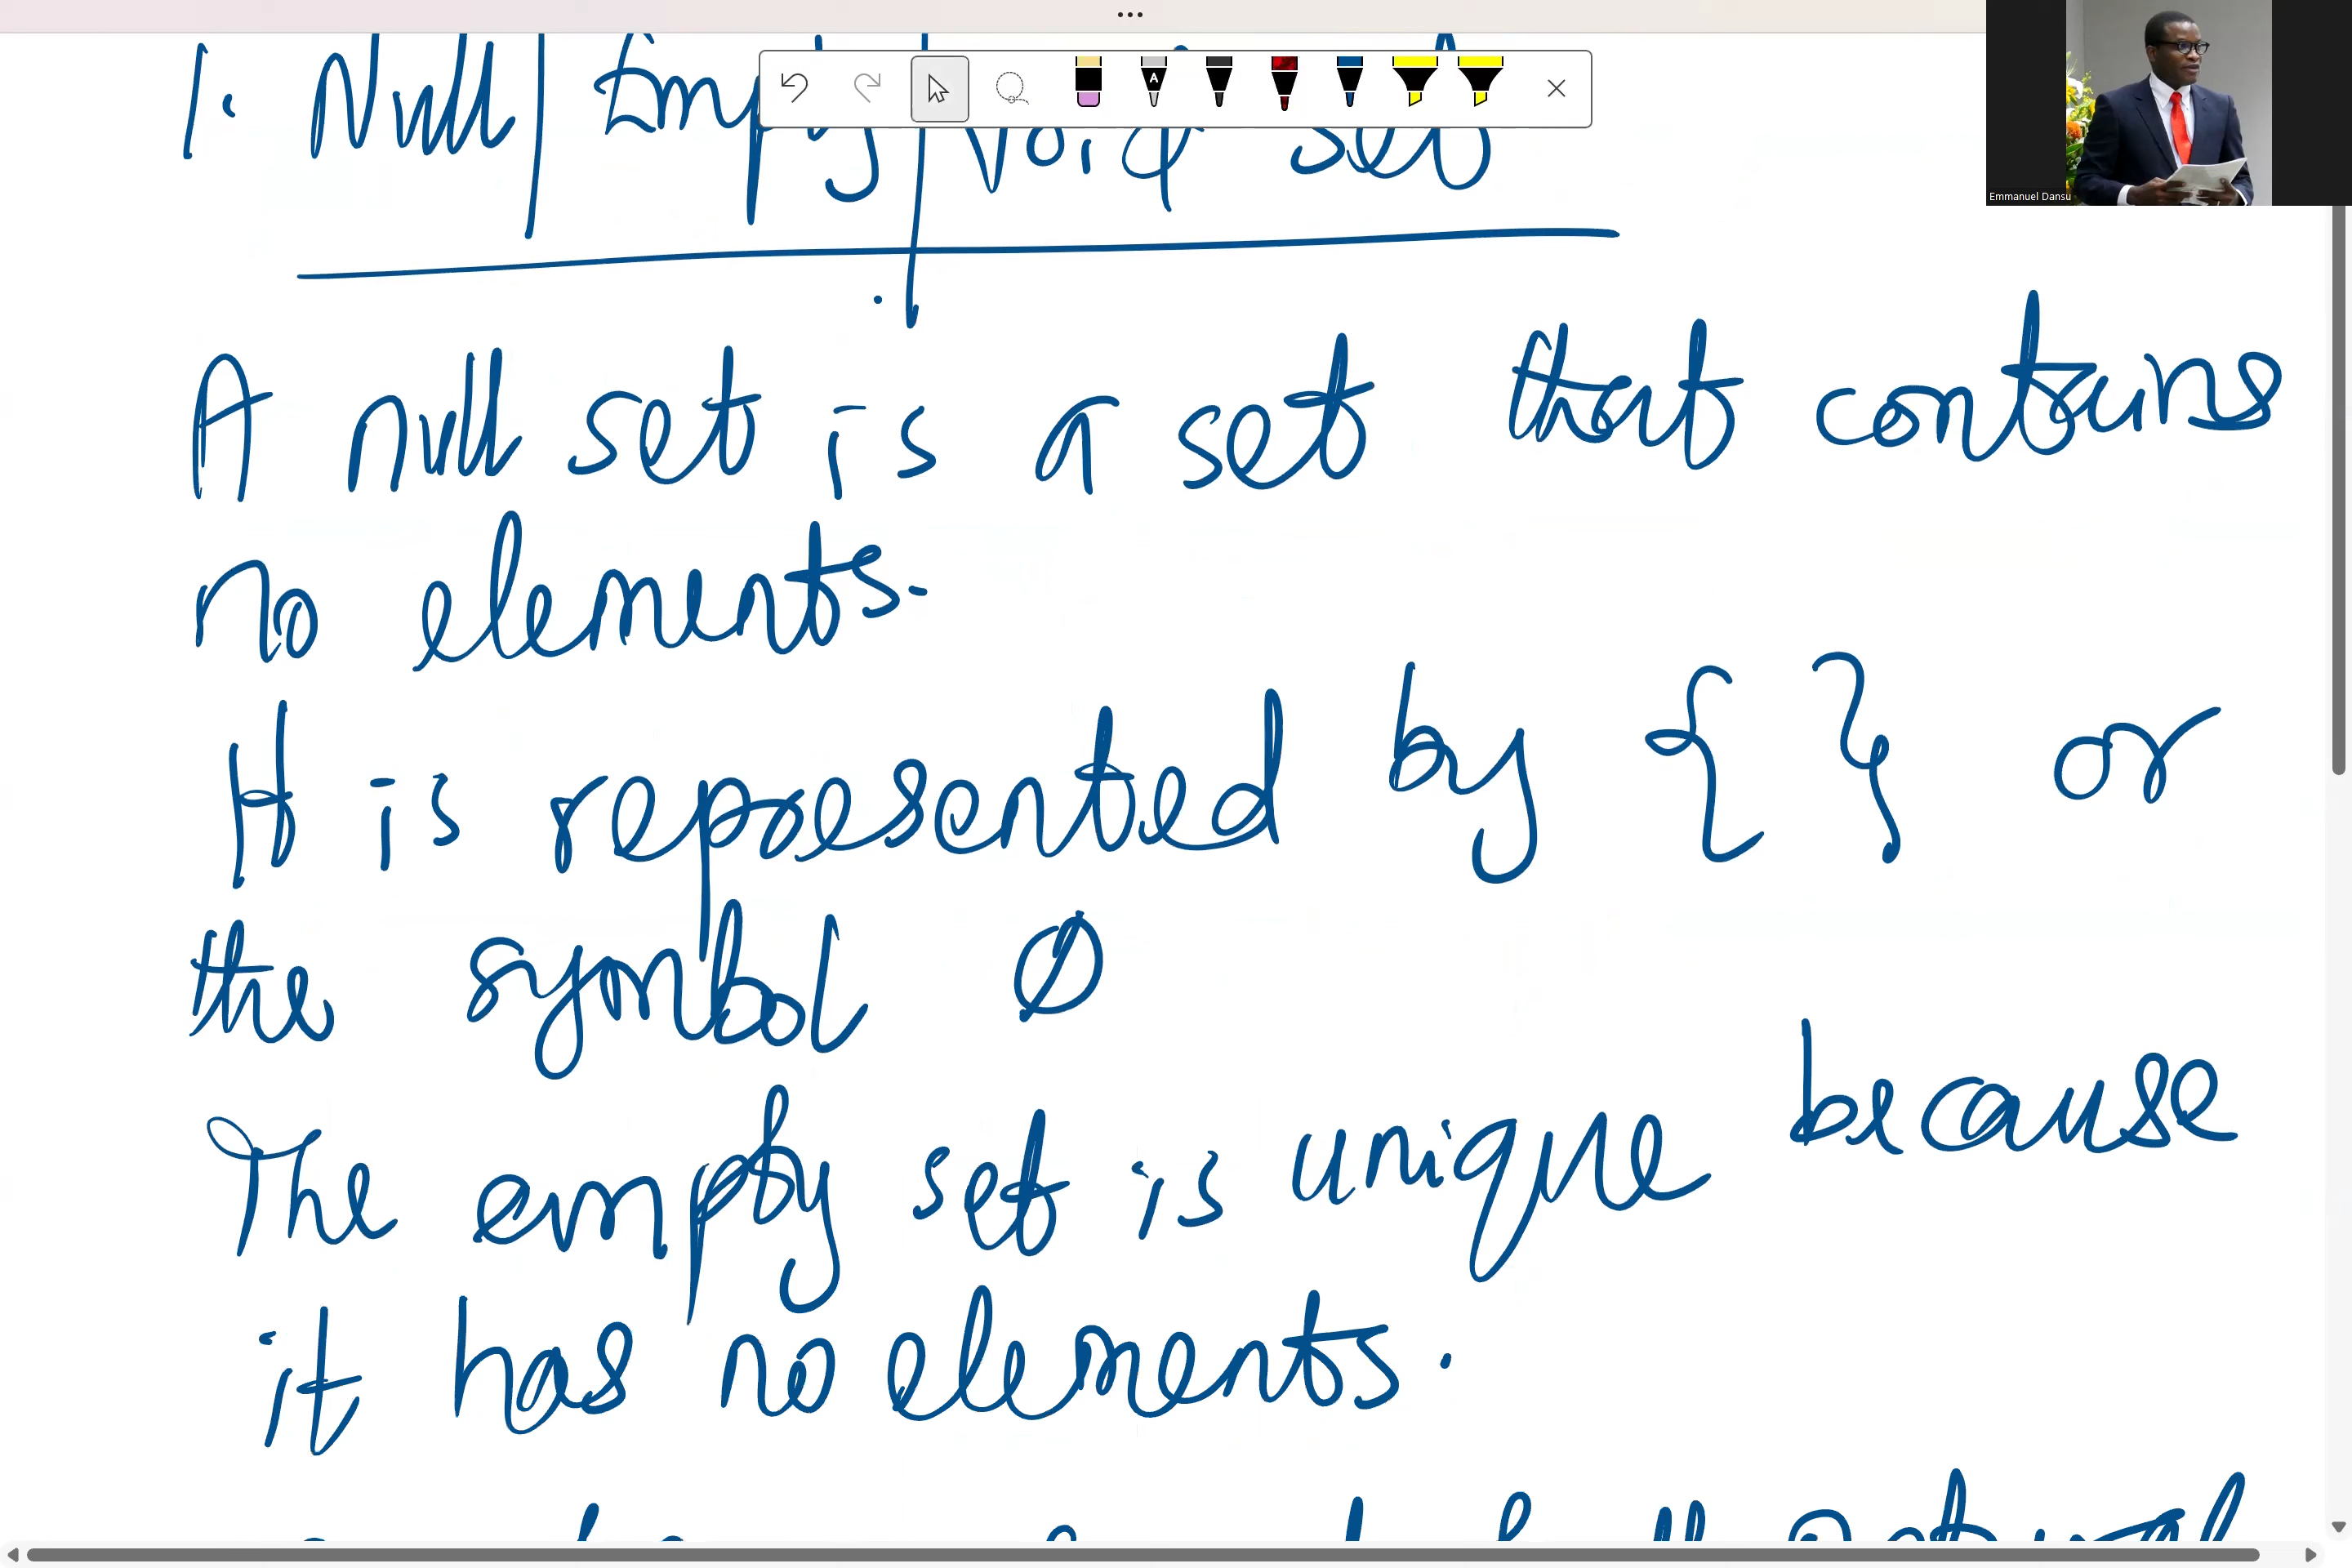 1. Null | Empty | Void set
Emmanuel Dansu
A null set is a set that contains
no elements.
It is represented by { } or
the symbol Ø
The empty set is unique because
it has no elements.